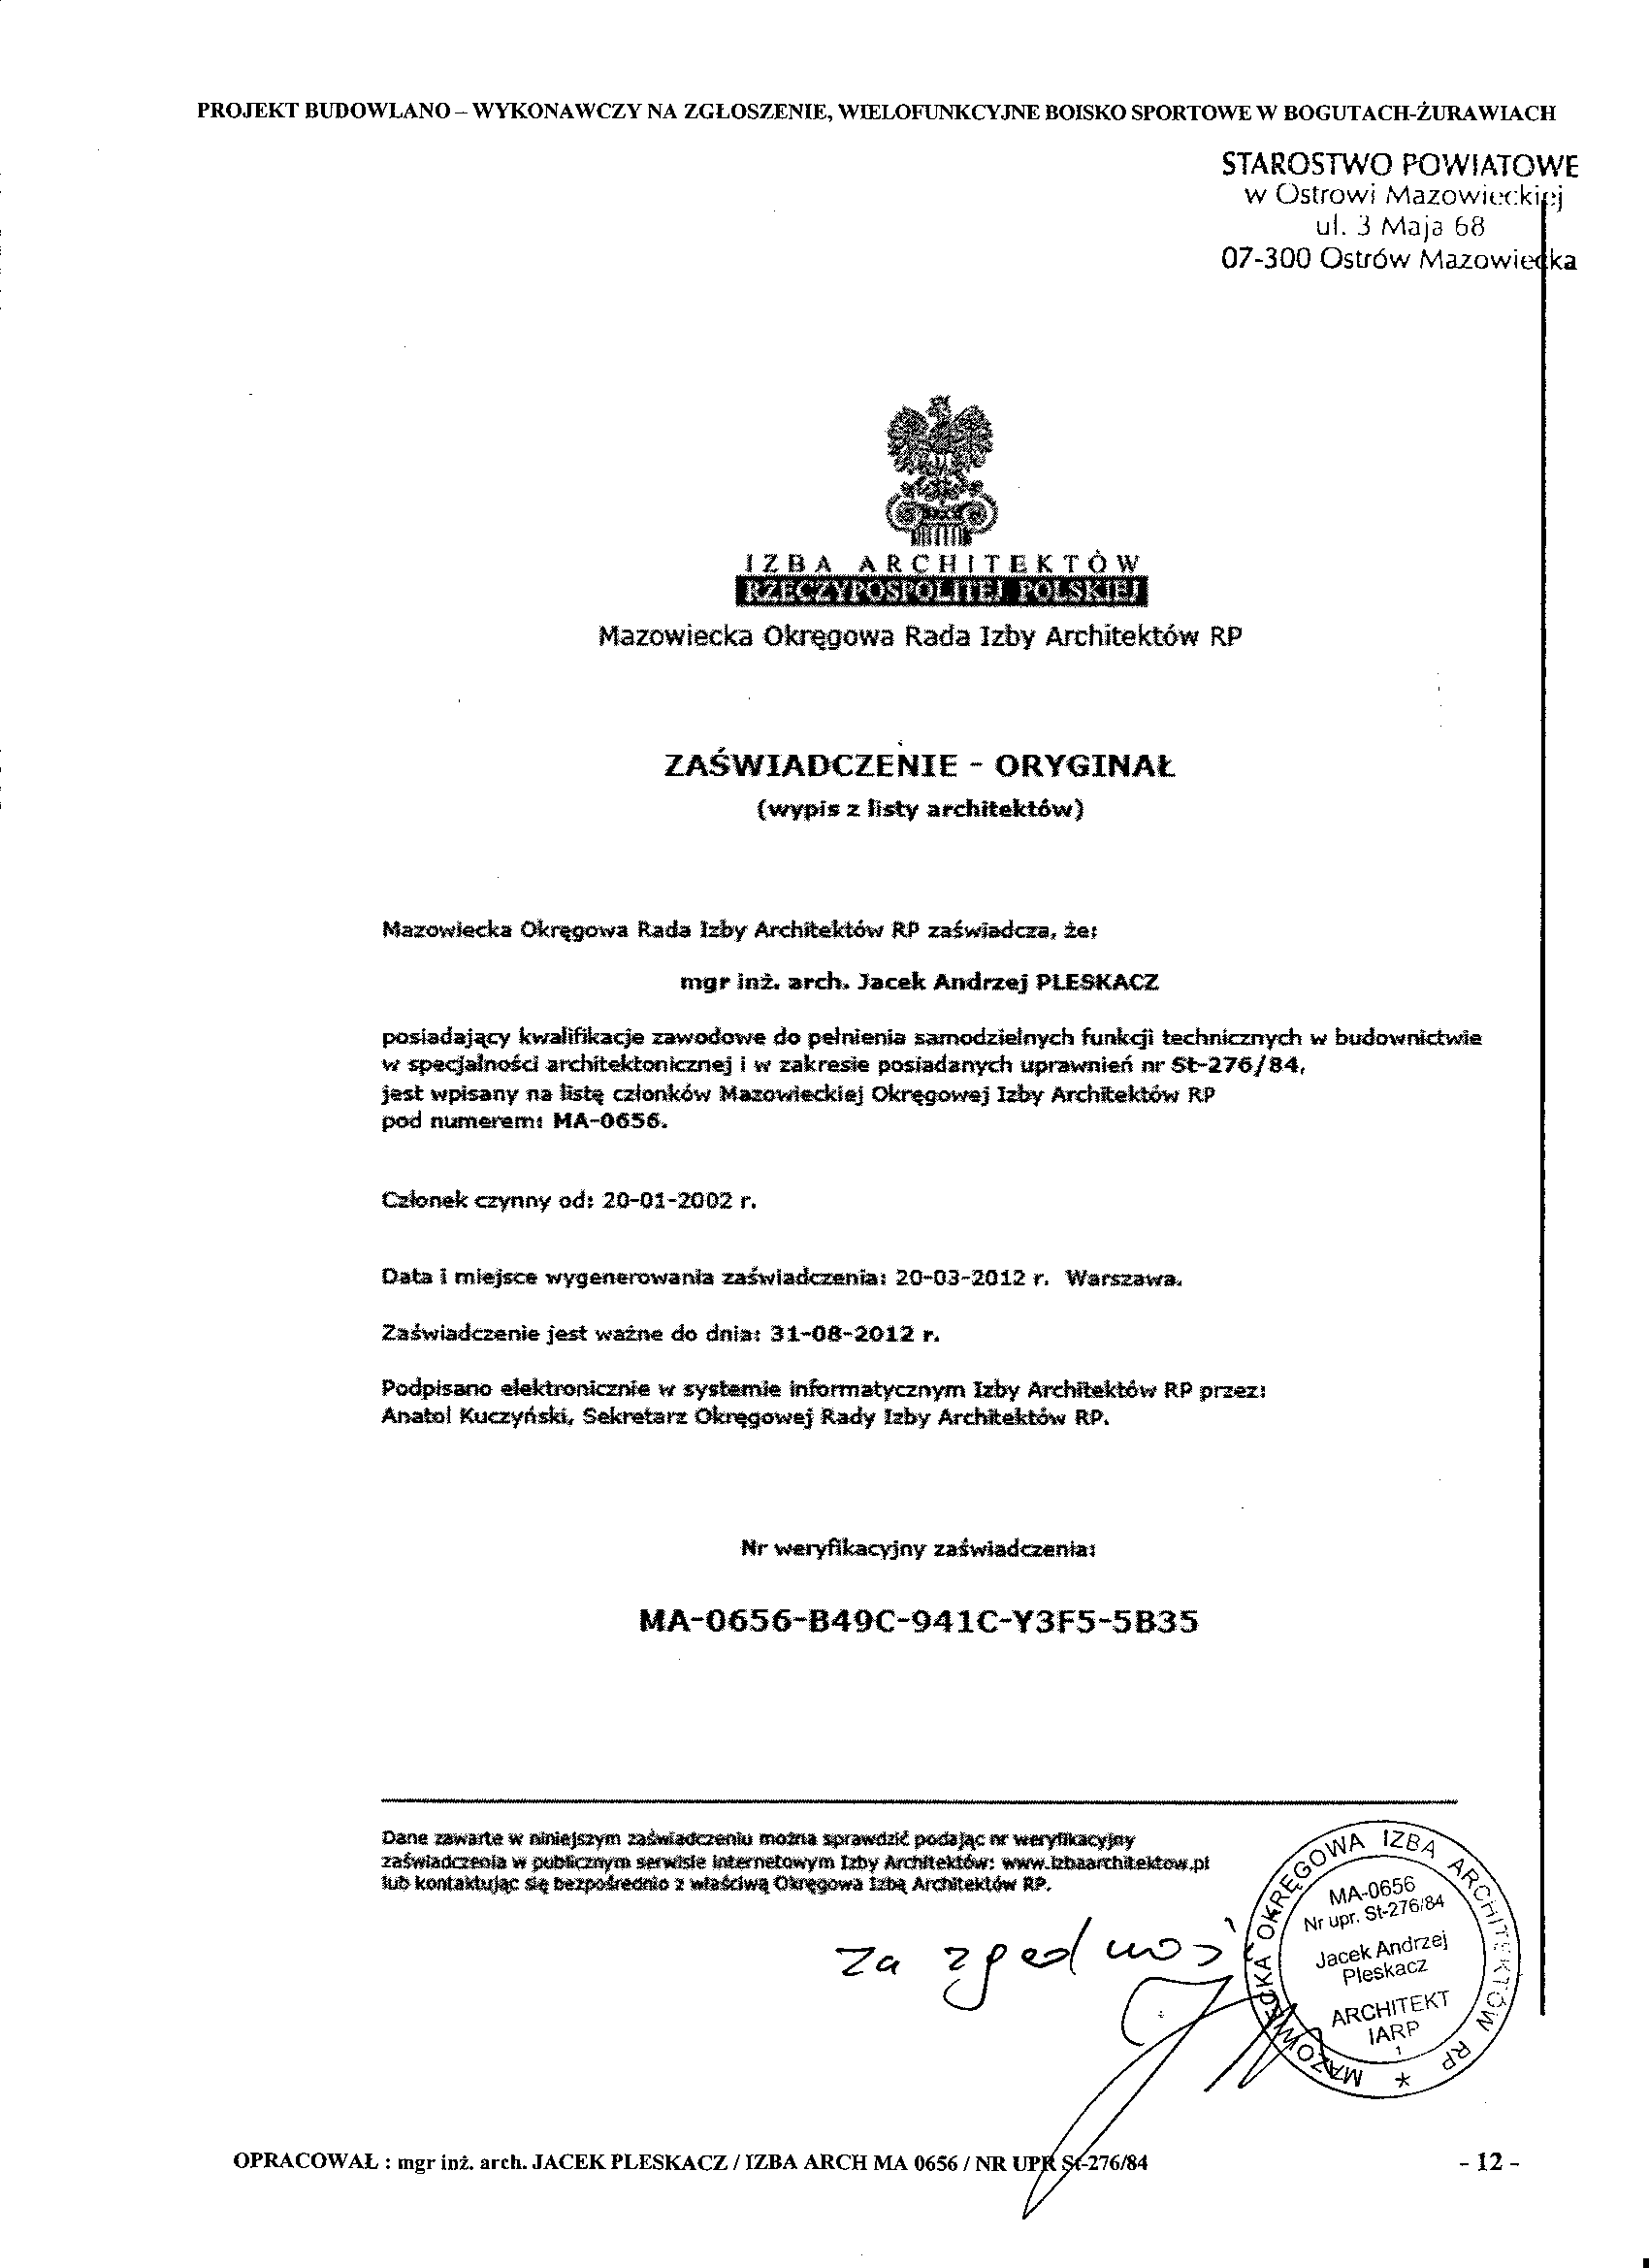 PROJEKT BUDOWLANO – WYKONAWCZY NA ZGŁOSZENIE, WIELOFUNKCYJNE BOISKO SPORTOWE W BOGUTACH-ŻURAWIACH
STAROSTWO POWIATOWE
w Ostrowi Mazowieckiej
ul. 3 Maja 68
07-300 Ostrów Mazowiecka
IZBA ARCHITEKTÓW
RZECZYPOSPOLITEJ POLSKIEJ
Mazowiecka Okręgowa Rada Izby Architektów RP
ZAŚWIADCZENIE - ORYGINAŁ
(wypis z listy architektów)
Mazowiecka Okręgowa Rada Izby Architektów RP zaświadcza, że:
mgr inż. arch. Jacek Andrzej PLESKACZ
posiadający kwalifikacje zawodowe do pełnienia samodzielnych funkcji technicznych w budownictwie
w specjalności architektonicznej i w zakresie posiadanych uprawnień nr St-276/84,
jest wpisany na listę członków Mazowieckiej Okręgowej Izby Architektów RP
pod numerem: MA-0656.
Członek czynny od: 20-01-2002 r.
Data i miejsce wygenerowania zaświadczenia: 20-03-2012 r. Warszawa.
Zaświadczenie jest ważne do dnia: 31-08-2012 r.
Podpisano elektronicznie w systemie informatycznym Izby Architektów RP przez:
Anatol Kuczyński, Sekretarz Okręgowej Rady Izby Architektów RP.
Nr weryfikacyjny zaświadczenia:
MA-0656-B49C-941C-Y3F5-5B35
Dane zawarte w niniejszym zaświadczeniu można sprawdzić podając nr weryfikacyjny
zaświadczenia w publicznym serwisie internetowym Izby Architektów: www.izbaarchitektow.pl
lub kontaktując się bezpośrednio z właściwą Okręgowa Izbą Architektów RP.
za zgodność
MAZOWIECKA OKRĘGOWA IZBA ARCHITEKTÓW RP *
MA-0656
Nr upr. St-276/84
Jacek Andrzej
Pleskacz
ARCHITEKT
IARP
1
OPRACOWAŁ : mgr inż. arch. JACEK PLESKACZ / IZBA ARCH MA 0656 / NR UPR St-276/84
- 12 -